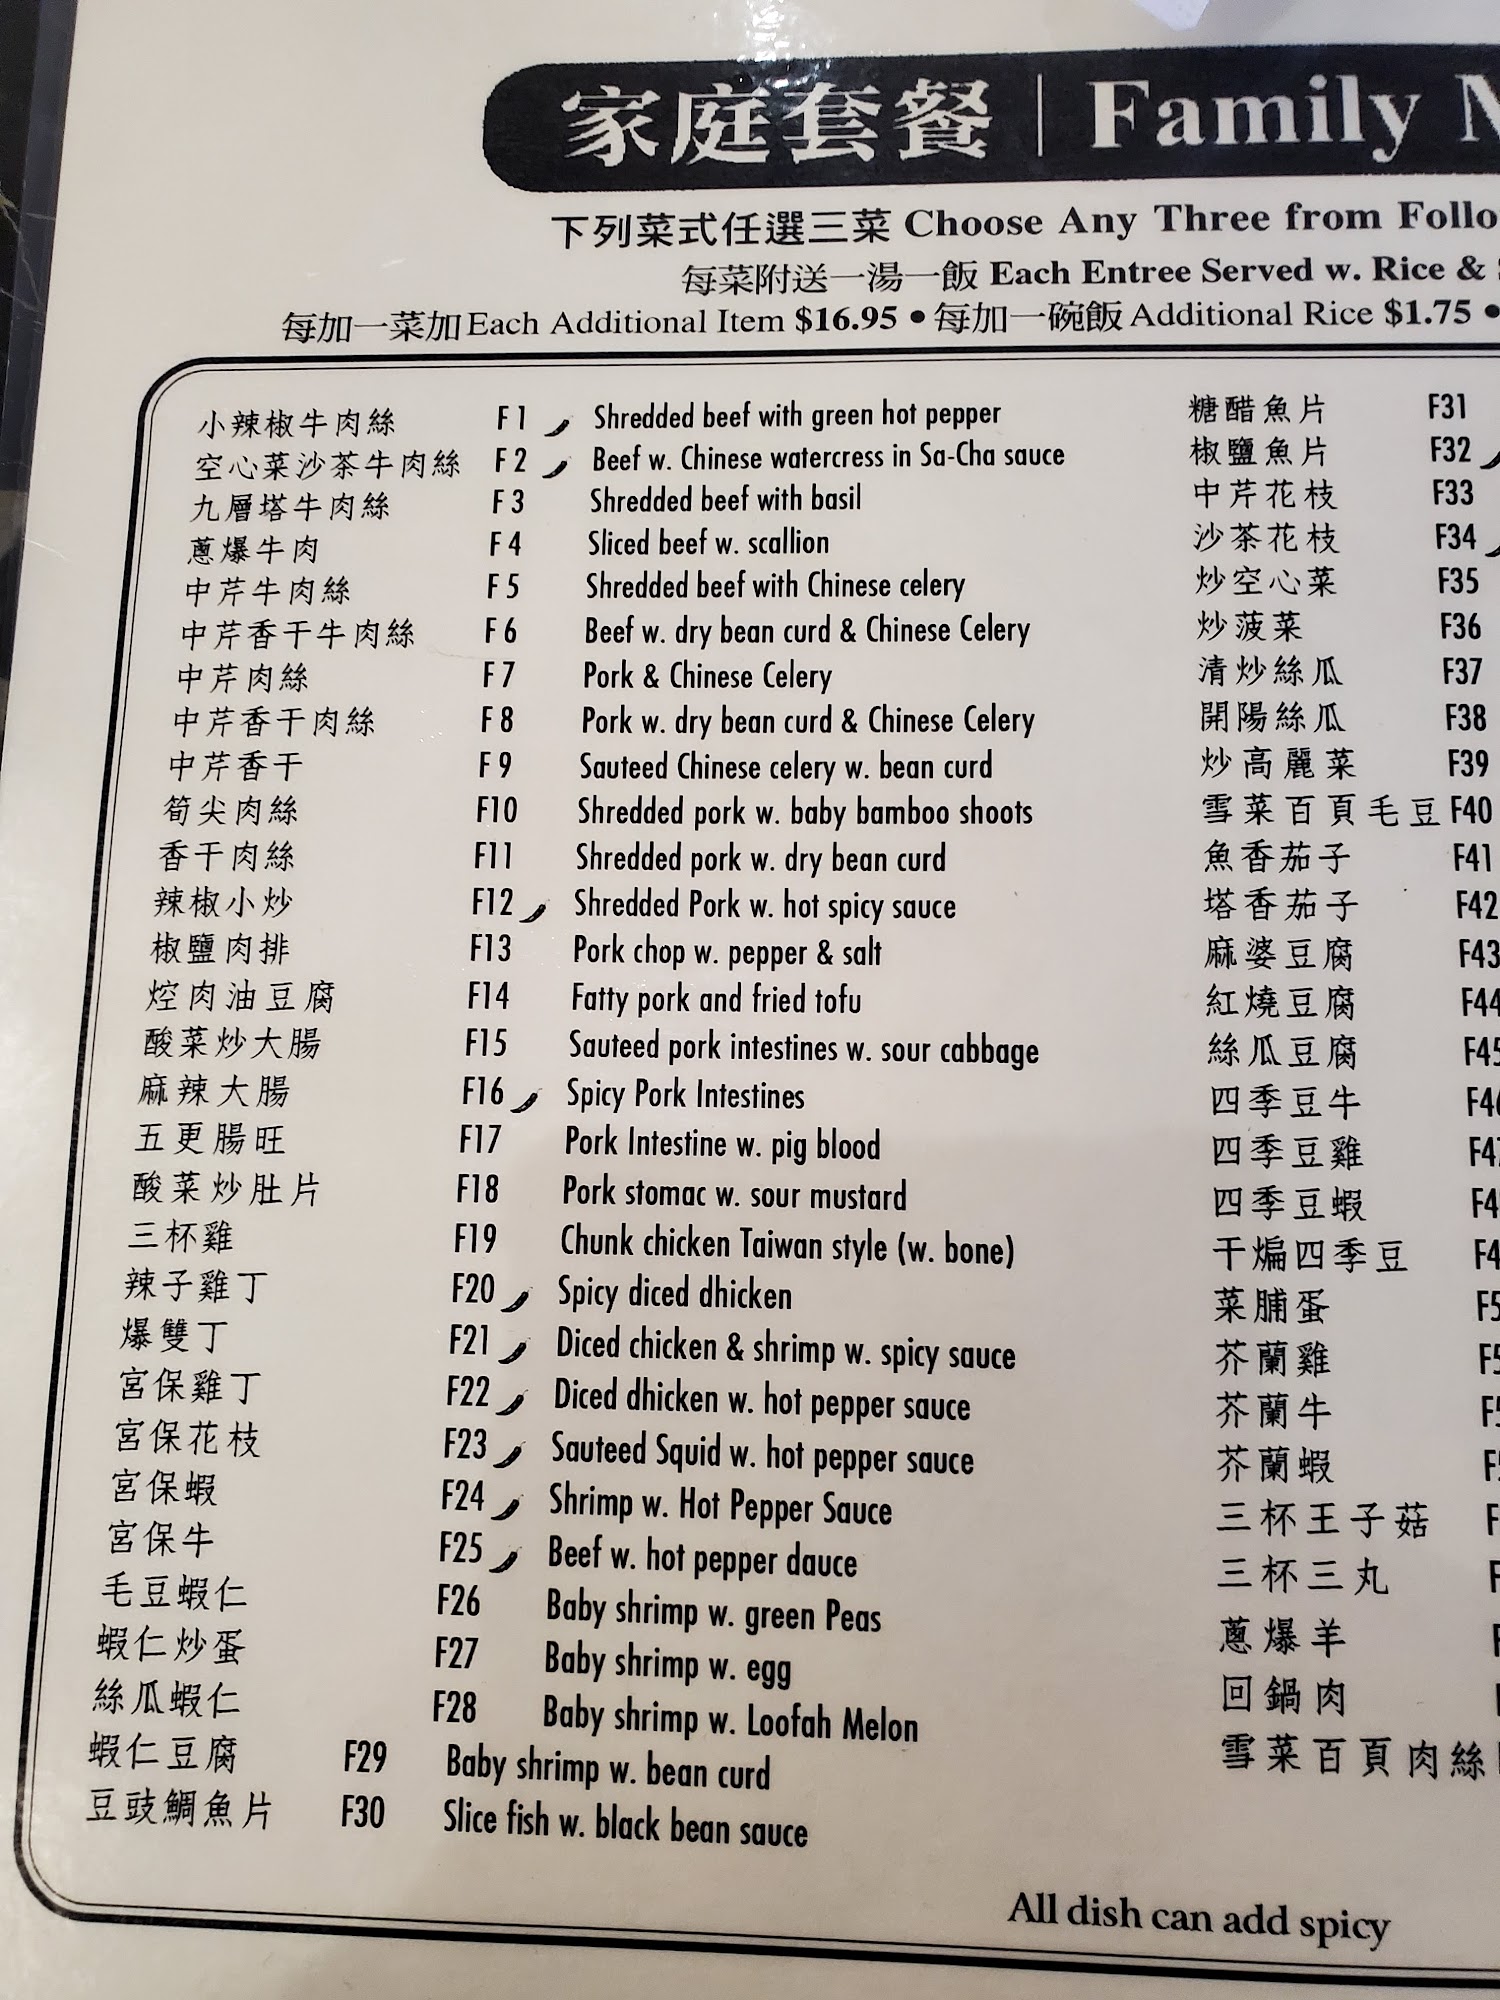 家庭套餐 | Family
下列菜式任選三菜 Choose Any Three from
每菜附送一湯一飯 Each Entree Served w. Rice &
每加一菜加 Each Additional Item $16.95 • 每加一碗飯 Additional Rice $1.75 •
小辣椒牛肉絲 F1 Shredded beef with green hot pepper
空心菜沙茶牛肉絲 F2 Beef w. Chinese watercress in Sa-Cha sauce
九層塔牛肉絲 F3 Shredded beef with basil
蔥爆牛肉 F4 Sliced beef w. scallion
中芹牛肉絲 F5 Shredded beef with Chinese celery
中芹香干牛肉絲 F6 Beef w. dry bean curd & Chinese Celery
中芹肉絲 F7 Pork & Chinese Celery
中芹香干肉絲 F8 Pork w. dry bean curd & Chinese Celery
中芹香干 F9 Sauteed Chinese celery w. bean curd
筍尖肉絲 F10 Shredded pork w. baby bamboo shoots
香干肉絲 F11 Shredded pork w. dry bean curd
辣椒小炒 F12 Shredded Pork w. hot spicy sauce
椒鹽肉排 F13 Pork chop w. pepper & salt
焢肉油豆腐 F14 Fatty pork and fried tofu
酸菜炒大腸 F15 Sauteed pork intestines w. sour cabbage
麻辣大腸 F16 Spicy Pork Intestines
五更腸旺 F17 Pork Intestine w. pig blood
酸菜炒肚片 F18 Pork stomac w. sour mustard
三杯雞 F19 Chunk chicken Taiwan style (w. bone)
辣子雞丁 F20 Spicy diced dhicken
爆雙丁 F21 Diced chicken & shrimp w. spicy sauce
宮保雞丁 F22 Diced dhicken w. hot pepper sauce
宮保花枝 F23 Sauteed Squid w. hot pepper sauce
宮保蝦 F24 Shrimp w. Hot Pepper Sauce
宮保牛 F25 Beef w. hot pepper dauce
毛豆蝦仁 F26 Baby shrimp w. green Peas
蝦仁炒蛋 F27 Baby shrimp w. egg
絲瓜蝦仁 F28 Baby shrimp w. Loofah Melon
蝦仁豆腐 F29 Baby shrimp w. bean curd
豆豉鯛魚片 F30 Slice fish w. black bean sauce
糖醋魚片 F31
椒鹽魚片 F32
中芹花枝 F33
沙茶花枝 F34
炒空心菜 F35
炒菠菜 F36
清炒絲瓜 F37
開陽絲瓜 F38
炒高麗菜 F39
雪菜百頁毛豆 F40
魚香茄子 F41
塔香茄子 F42
麻婆豆腐 F43
紅燒豆腐 F44
絲瓜豆腐 F45
四季豆牛
四季豆雞
四季豆蝦
干煸四季豆
菜脯蛋
芥蘭雞
芥蘭牛
芥蘭蝦
三杯王子菇
三杯三丸
蔥爆羊
回鍋肉
雪菜百頁肉絲
All dish can add spicy